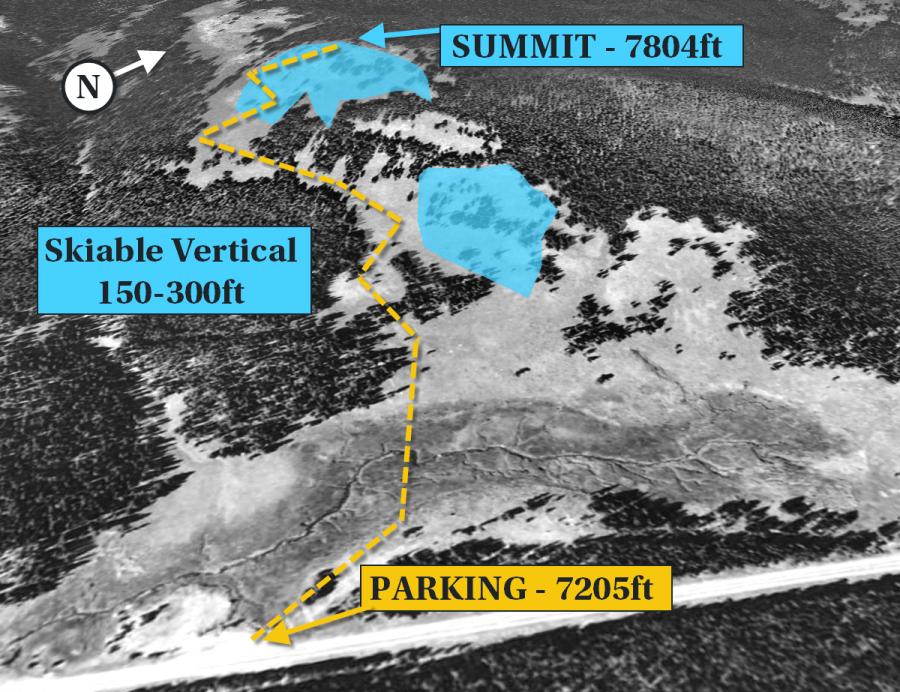 SUMMIT - 7804ft
N
Skiable Vertical
150-300ft
PARKING - 7205ft